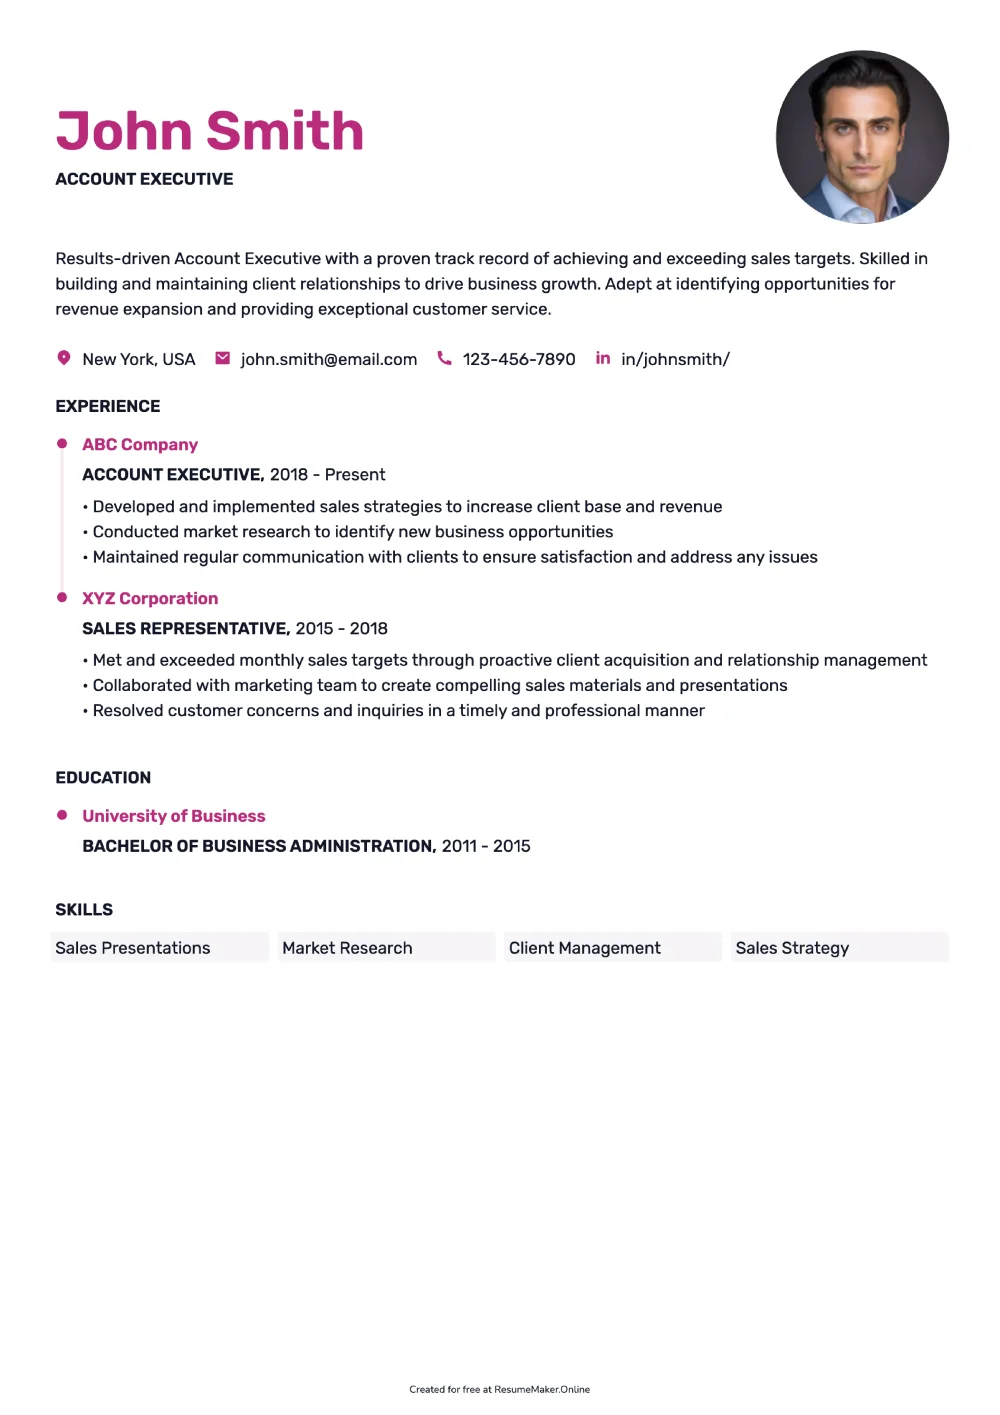 John Smith
ACCOUNT EXECUTIVE
Results-driven Account Executive with a proven track record of achieving and exceeding sales targets. Skilled in
building and maintaining client relationships to drive business growth. Adept at identifying opportunities for
revenue expansion and providing exceptional customer service.
New York, USA john.smith@email.com 123-456-7890 in in/johnsmith/
EXPERIENCE
ABC Company
ACCOUNT EXECUTIVE, 2018 - Present
• Developed and implemented sales strategies to increase client base and revenue
• Conducted market research to identify new business opportunities
• Maintained regular communication with clients to ensure satisfaction and address any issues
XYZ Corporation
SALES REPRESENTATIVE, 2015 - 2018
• Met and exceeded monthly sales targets through proactive client acquisition and relationship management
• Collaborated with marketing team to create compelling sales materials and presentations
• Resolved customer concerns and inquiries in a timely and professional manner
EDUCATION
University of Business
BACHELOR OF BUSINESS ADMINISTRATION, 2011 - 2015
SKILLS
Sales Presentations Market Research Client Management Sales Strategy
Created for free at ResumeMaker.Online